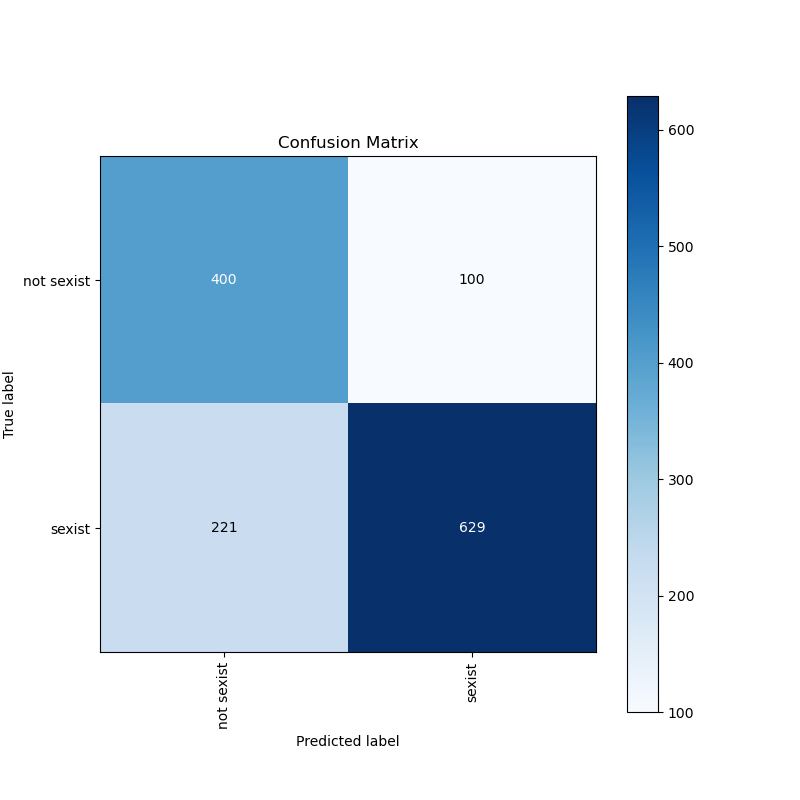 Confusion Matrix
600
500
400
300
200
100
not sexist
400
100
sexist
221
629
True label
not sexist
sexist
Predicted label